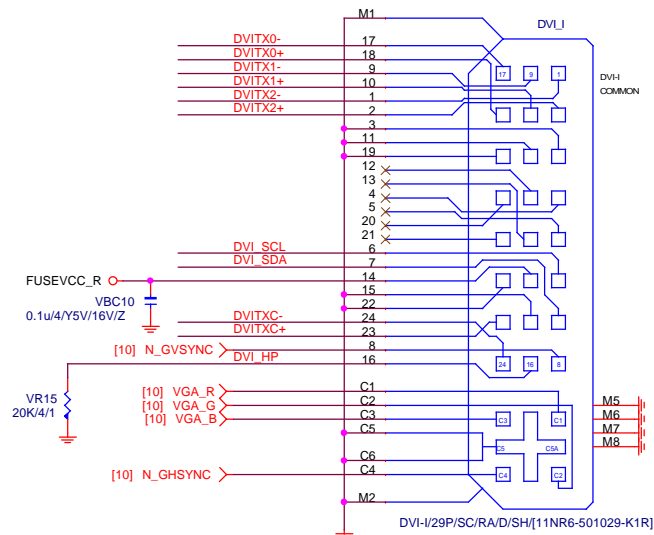 M1
DVI_I
DVITX0- 17
DVITX0+ 18
DVITX1- 9
DVITX1+ 10
DVITX2- 1
DVITX2+ 2
17 9 1
DVI-I
COMMON
3
11
19
12
13
4
5
20
21
DVI_SCL 6
DVI_SDA 7
FUSEVCC_R 14
15
22
VBC10
0.1u/4/Y5V/16V/Z
DVITXC- 24
DVITXC+ 23
[10] N_GVSYNC 8
DVI_HP 16
24 16 8
VR15
20K/4/1
[10] VGA_R C1
[10] VGA_G C2
[10] VGA_B C3
C5
C6
[10] N_GHSYNC C4
M2
C3 C1
C5 C5A
C4 C2
M5
M6
M7
M8
DVI-I/29P/SC/RA/D/SH/[11NR6-501029-K1R]